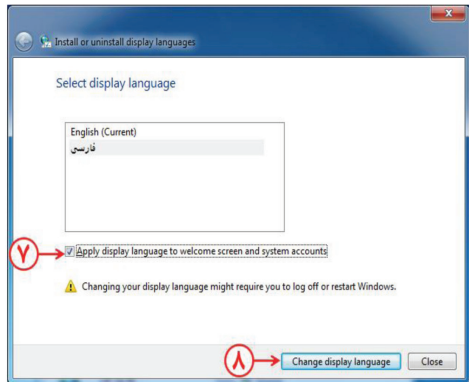 Install or uninstall display languages
Select display language
English (Current)
فارسی
۷
Apply display language to welcome screen and system accounts
Changing your display language might require you to log off or restart Windows.
۸
Change display language
Close